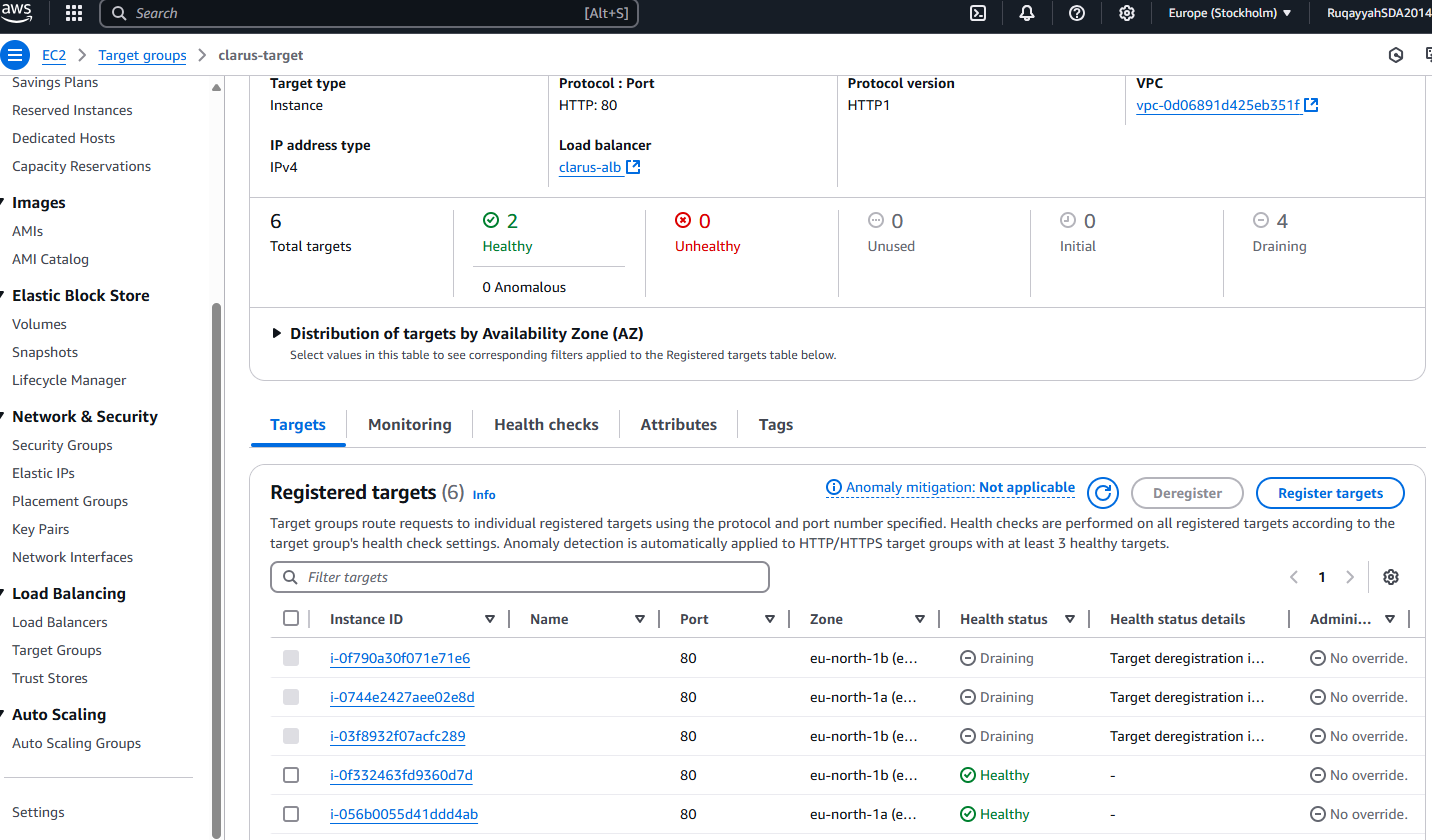 aws
Search [Alt+S] Europe (Stockholm) RuqayyahSDA2014
EC2 Target groups clarus-target
Savings Plans
Reserved Instances
Dedicated Hosts
Capacity Reservations
Images
AMIs
AMI Catalog
Elastic Block Store
Volumes
Snapshots
Lifecycle Manager
Network & Security
Security Groups
Elastic IPs
Placement Groups
Key Pairs
Network Interfaces
Load Balancing
Load Balancers
Target Groups
Trust Stores
Auto Scaling
Auto Scaling Groups
Settings
Target type
Instance
Protocol : Port
HTTP: 80
Protocol version
HTTP1
VPC
vpc-0d06891d425eb351f
IP address type
IPv4
Load balancer
clarus-alb
6
Total targets
2
Healthy
0 Anomalous
0
Unhealthy
0
Unused
0
Initial
4
Draining
Distribution of targets by Availability Zone (AZ)
Select values in this table to see corresponding filters applied to the Registered targets table below.
Targets Monitoring Health checks Attributes Tags
Registered targets (6) Info
Anomaly mitigation: Not applicable Deregister Register targets
Target groups route requests to individual registered targets using the protocol and port number specified. Health checks are performed on all registered targets according to the
target group's health check settings. Anomaly detection is automatically applied to HTTP/HTTPS target groups with at least 3 healthy targets.
Filter targets 1
Instance ID Name Port Zone Health status Health status details Admini...
i-0f790a30f071e71e6 80 eu-north-1b (e... Draining Target deregistration i... No override.
i-0744e2427aee02e8d 80 eu-north-1a (e... Draining Target deregistration i... No override.
i-03f8932f07acfc289 80 eu-north-1b (e... Draining Target deregistration i... No override.
i-0f332463fd9360d7d 80 eu-north-1b (e... Healthy - No override.
i-056b0055d41ddd4ab 80 eu-north-1a (e... Healthy - No override.